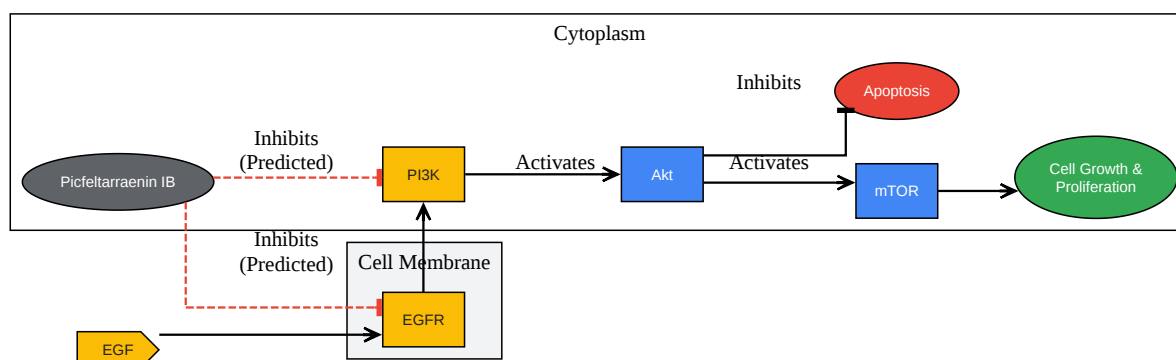 Cytoplasm
Inhibits
Apoptosis
Inhibits
(Predicted)
Activates
Activates
Picfeltarraenin IB
PI3K
Akt
mTOR
Cell Growth &
Proliferation
Inhibits
(Predicted)
Cell Membrane
EGFR
EGF